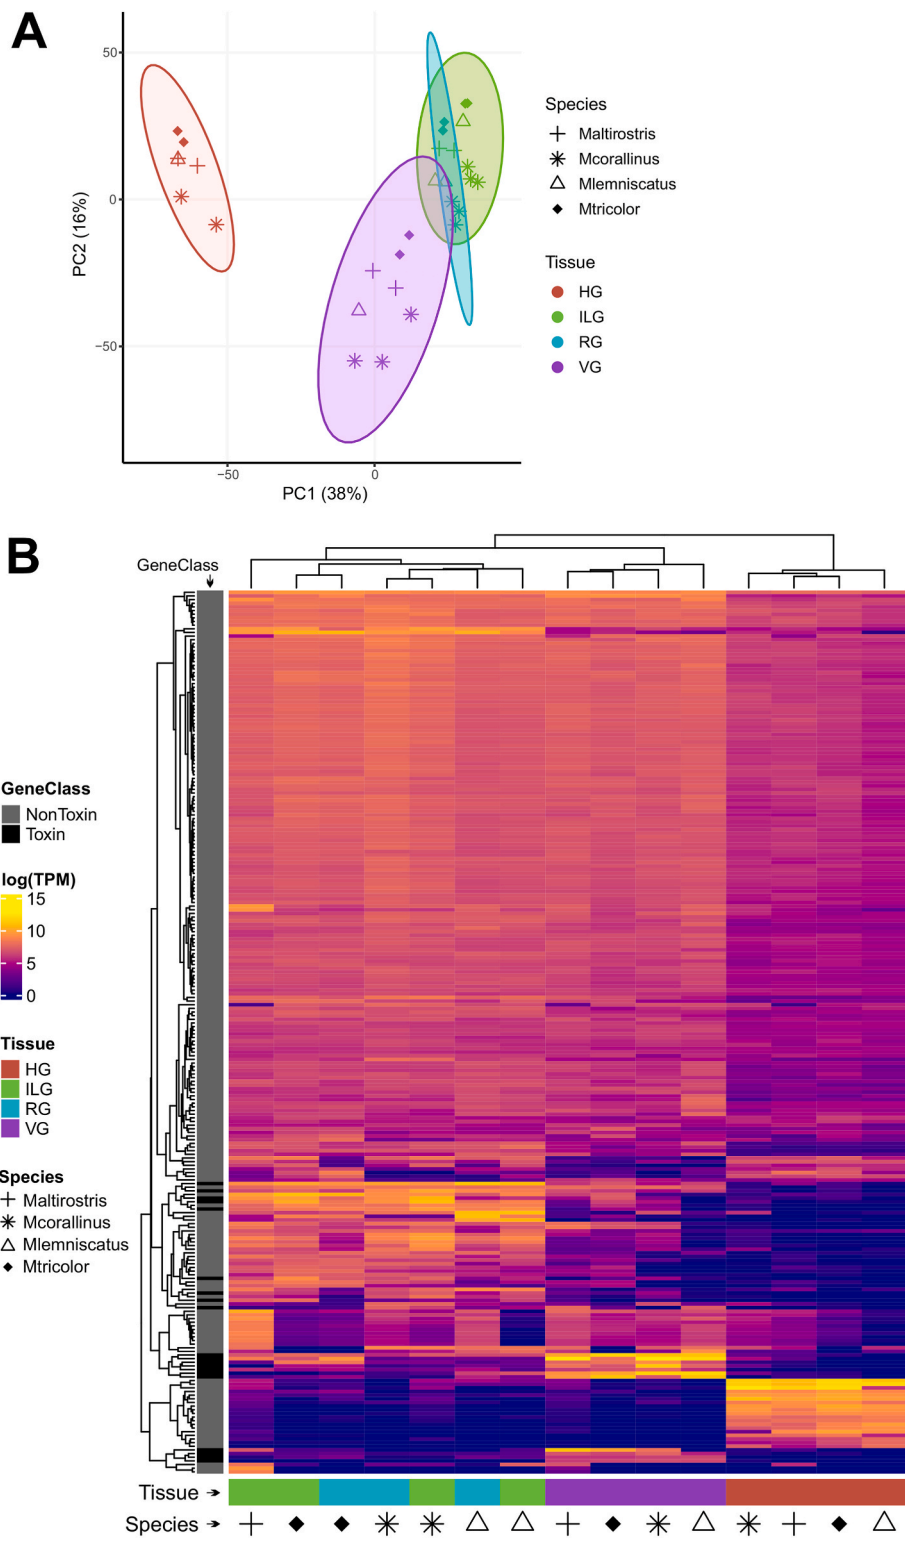 A
50
0
−50
PC2 (16%)
−50
0
PC1 (38%)
Species
Maltirostris
Mcorallinus
Mlemniscatus
Mtricolor
Tissue
HG
ILG
RG
VG
B
GeneClass
GeneClass
NonToxin
Toxin
log(TPM)
15
10
5
0
Tissue
HG
ILG
RG
VG
Species
Maltirostris
Mcorallinus
Mlemniscatus
Mtricolor
Tissue
Species